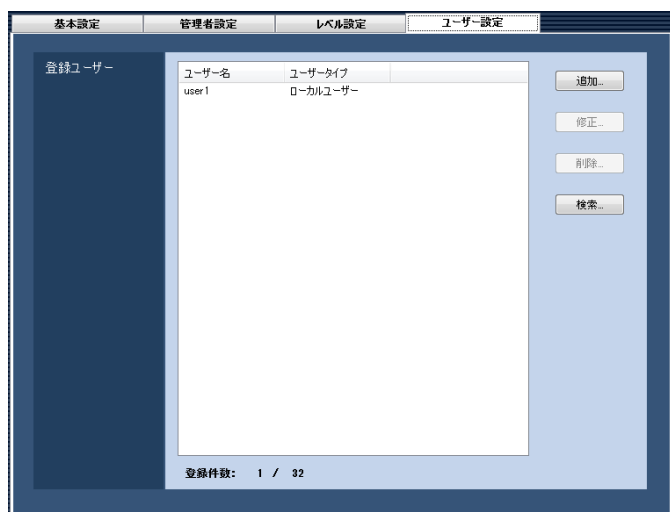 基本設定 管理者設定 レベル設定 ユーザー設定
登録ユーザー
ユーザー名 ユーザータイプ
user1 ローカルユーザー
追加...
修正...
削除...
検索...
登録件数: 1 / 32